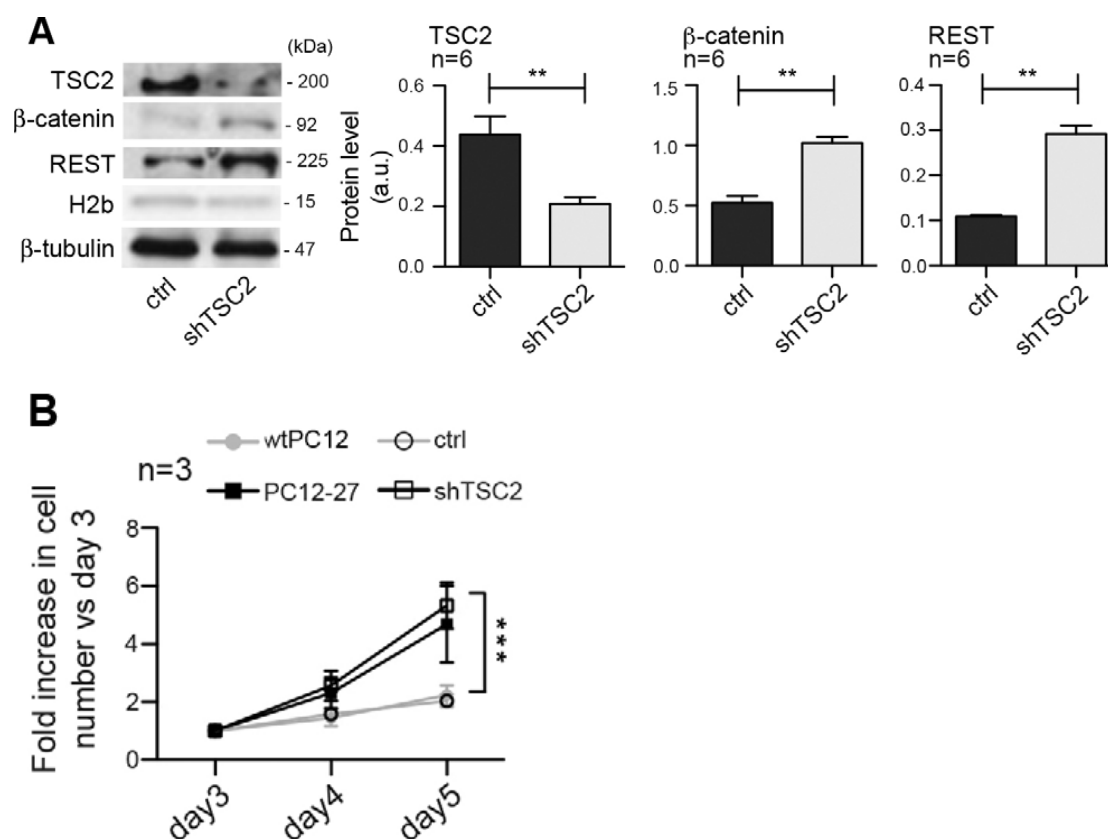 A
(kDa)
TSC2
- 200
β-catenin
- 92
REST
- 225
H2b
- 15
β-tubulin
- 47
ctrl
shTSC2
Protein level
(a.u.)
TSC2
n=6
**
0.6
0.4
0.2
0.0
ctrl
shTSC2
β-catenin
n=6
**
1.5
1.0
0.5
0.0
ctrl
shTSC2
REST
n=6
**
0.4
0.3
0.2
0.1
0.0
ctrl
shTSC2
B
wtPC12
ctrl
n=3
PC12-27
shTSC2
Fold increase in cell
number vs day 3
8
6
4
2
0
***
day3
day4
day5